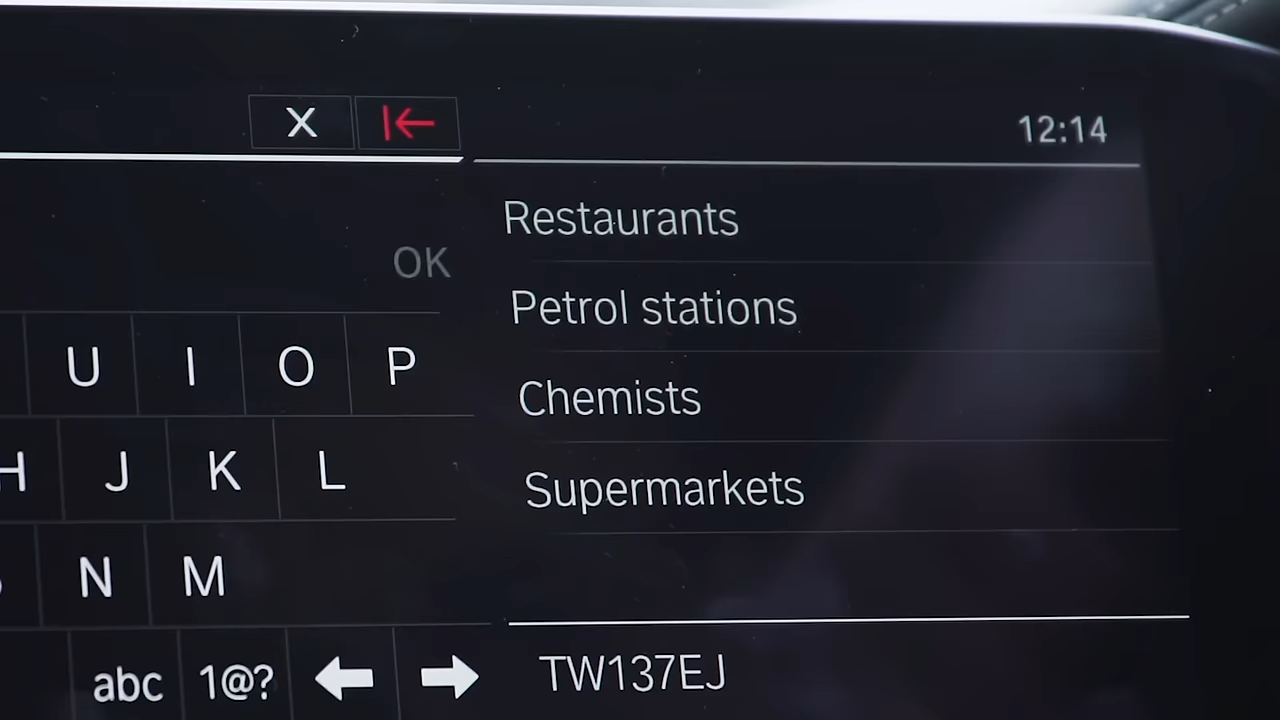 X
12:14
Restaurants
OK
Petrol stations
U I O P
Chemists
H J K L
Supermarkets
N M
abc 1@?
TW137EJ